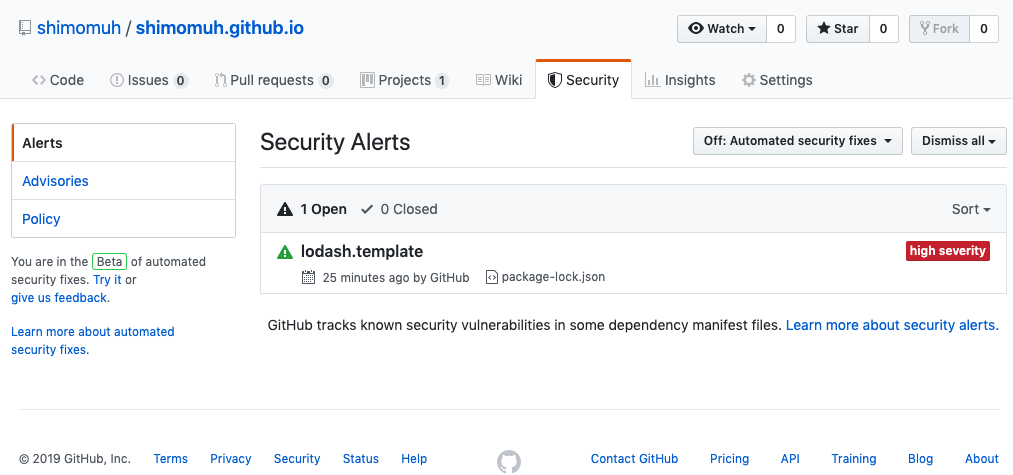 shimomuh / shimomuh.github.io
Watch 0 Star 0 Fork 0
Code Issues 0 Pull requests 0 Projects 1 Wiki Security Insights Settings
Alerts
Advisories
Policy
You are in the Beta of automated
security fixes. Try it or
give us feedback.
Learn more about automated
security fixes.
Security Alerts
Off: Automated security fixes Dismiss all
1 Open 0 Closed Sort
lodash.template high severity
25 minutes ago by GitHub package-lock.json
GitHub tracks known security vulnerabilities in some dependency manifest files. Learn more about security alerts.
© 2019 GitHub, Inc. Terms Privacy Security Status Help Contact GitHub Pricing API Training Blog About